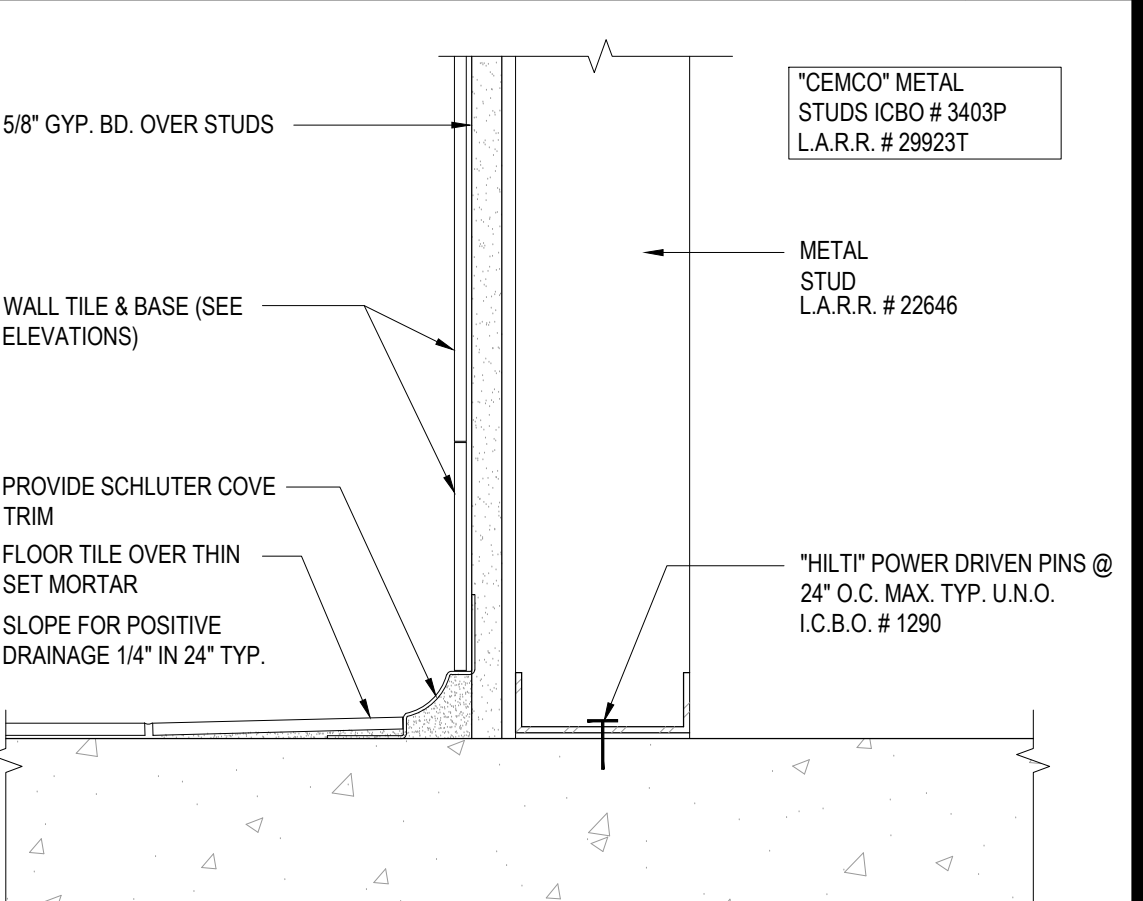 5/8" GYP. BD. OVER STUDS
WALL TILE & BASE (SEE
ELEVATIONS)
PROVIDE SCHLUTER COVE
TRIM
FLOOR TILE OVER THIN
SET MORTAR
SLOPE FOR POSITIVE
DRAINAGE 1/4" IN 24" TYP.
"CEMCO" METAL
STUDS ICBO # 3403P
L.A.R.R. # 29923T
METAL
STUD
L.A.R.R. # 22646
"HILTI" POWER DRIVEN PINS @
24" O.C. MAX. TYP. U.N.O.
I.C.B.O. # 1290